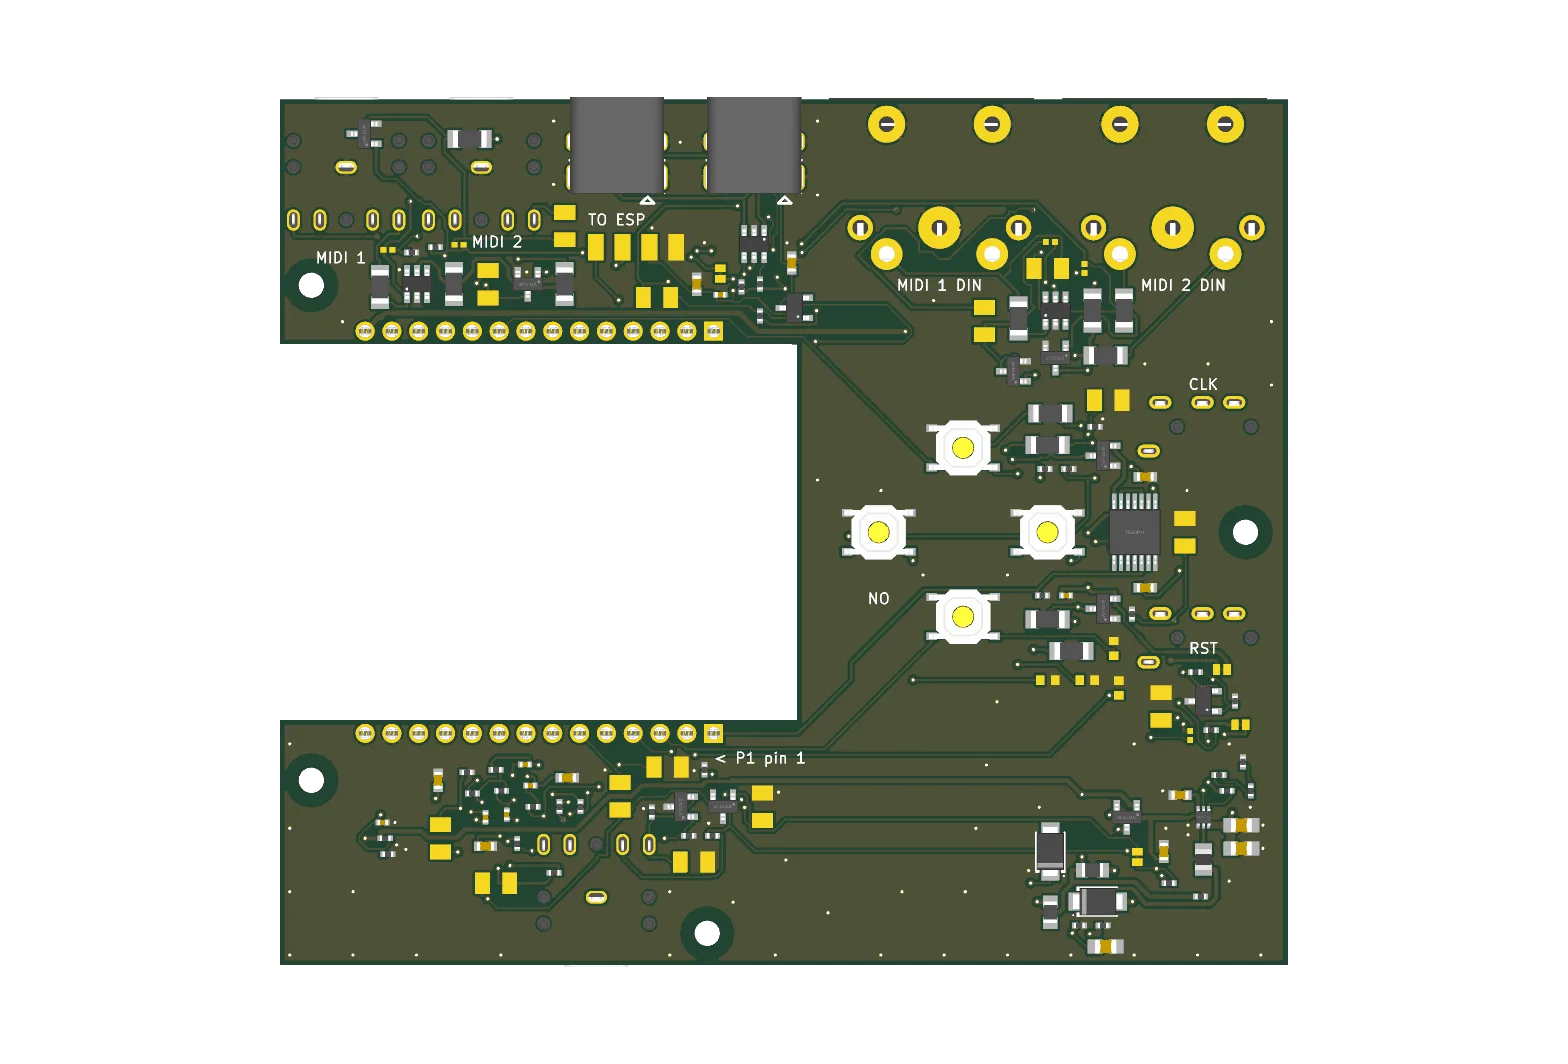 TO ESP
MIDI 2
MIDI 1
MIDI 1 DIN
MIDI 2 DIN
CLK
NO
RST
< P1 pin 1